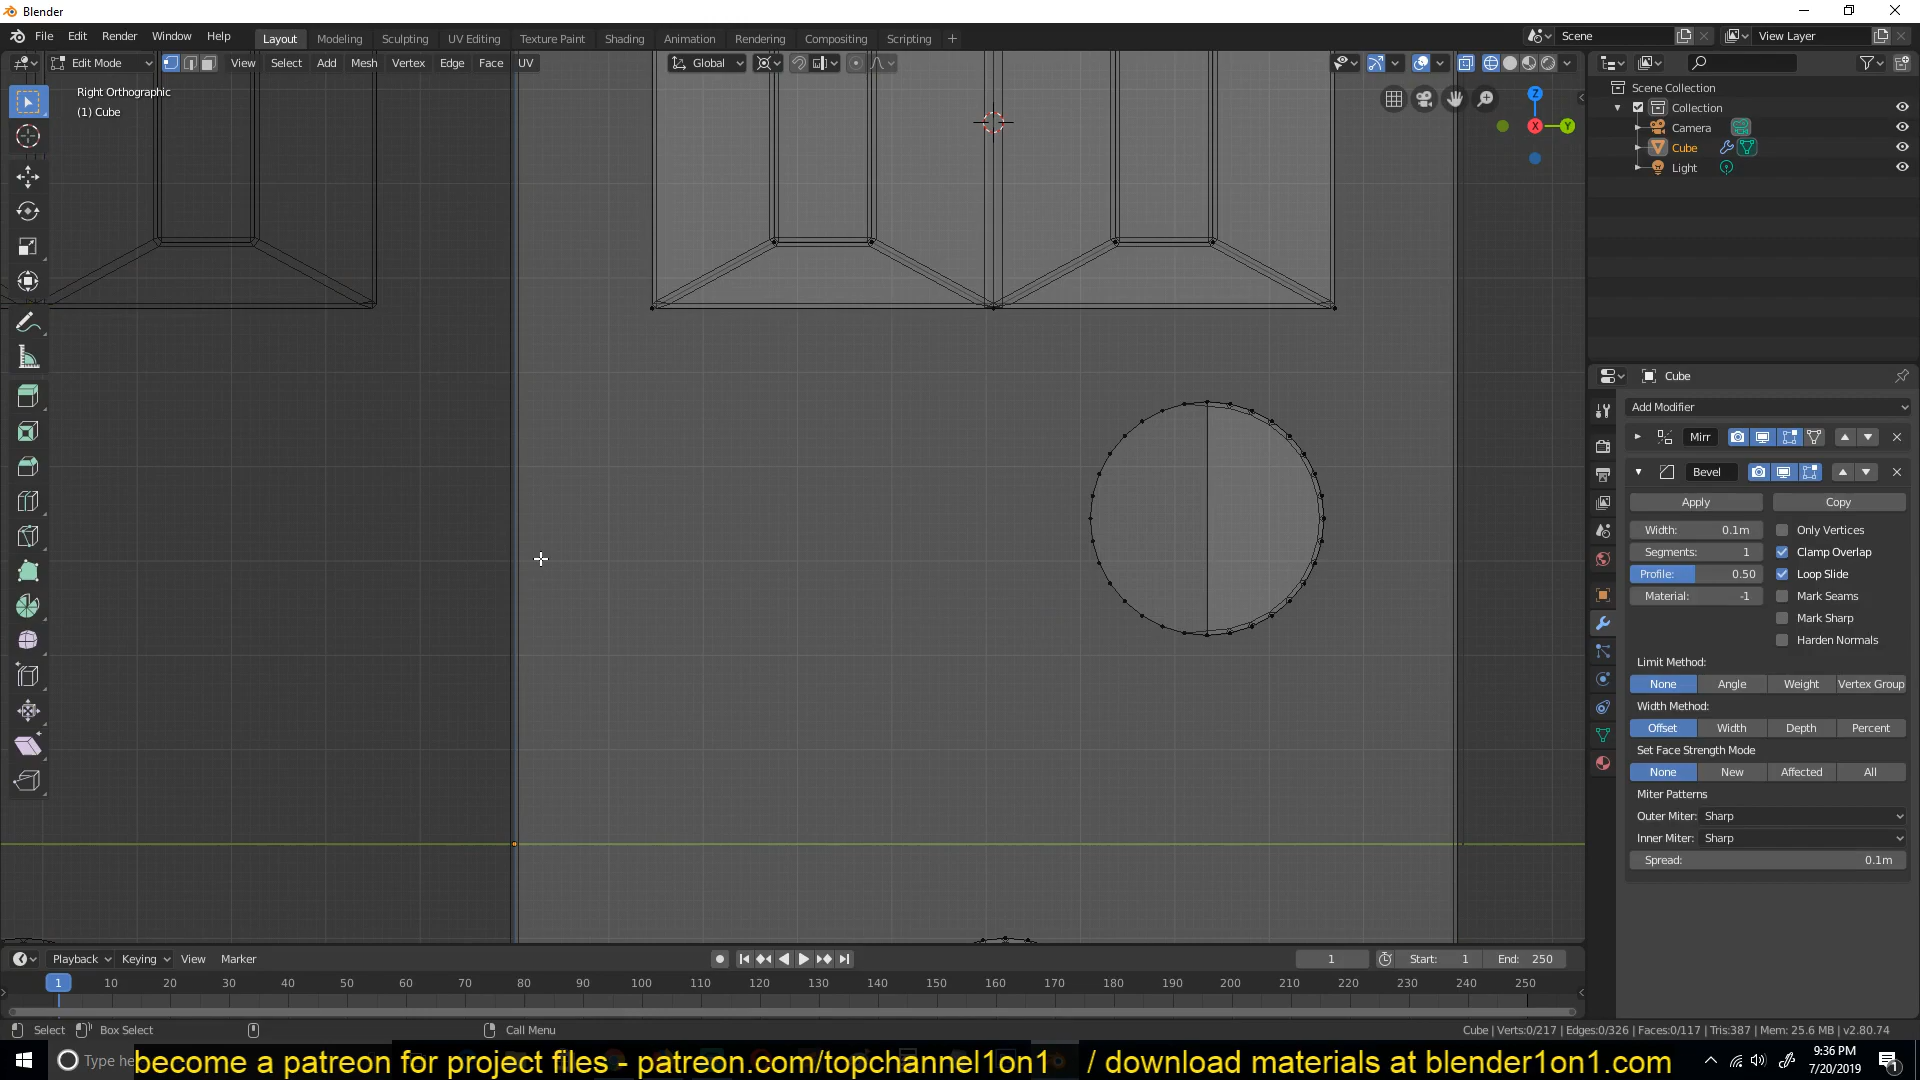 Blender
File Edit Render Window Help Layout Modeling Sculpting UV Editing Texture Paint Shading Animation Rendering Compositing Scripting Scene View Layer
Edit Mode View Select Add Mesh Vertex Edge Face UV Global
Right Orthographic
(1) Cube
Z
X Y
Scene Collection
Collection
Camera
Cube
Light
Cube
Add Modifier
Mirr
Bevel
Apply Copy
Width: 0.1m Only Vertices
Segments: 1 Clamp Overlap
Profile: 0.50 Loop Slide
Material: -1 Mark Seams
Mark Sharp
Harden Normals
Limit Method:
None Angle Weight Vertex Group
Width Method:
Offset Width Depth Percent
Set Face Strength Mode
None New Affected All
Miter Patterns
Outer Miter: Sharp
Inner Miter: Sharp
Spread: 0.1m
Playback Keying View Marker 1 Start: 1 End: 250
1 10 20 30 40 50 60 70 80 90 100 110 120 130 140 150 160 170 180 190 200 210 220 230 240 250
Select Box Select Call Menu Cube | Verts:0/217 | Edges:0/326 | Faces:0/117 | Tris:387 | Mem: 25.6 MB | v2.80.74
Type he
become a patreon for project files - patreon.com/topchannel1on1 / download materials at blender1on1.com
9:36 PM
7/20/2019
1